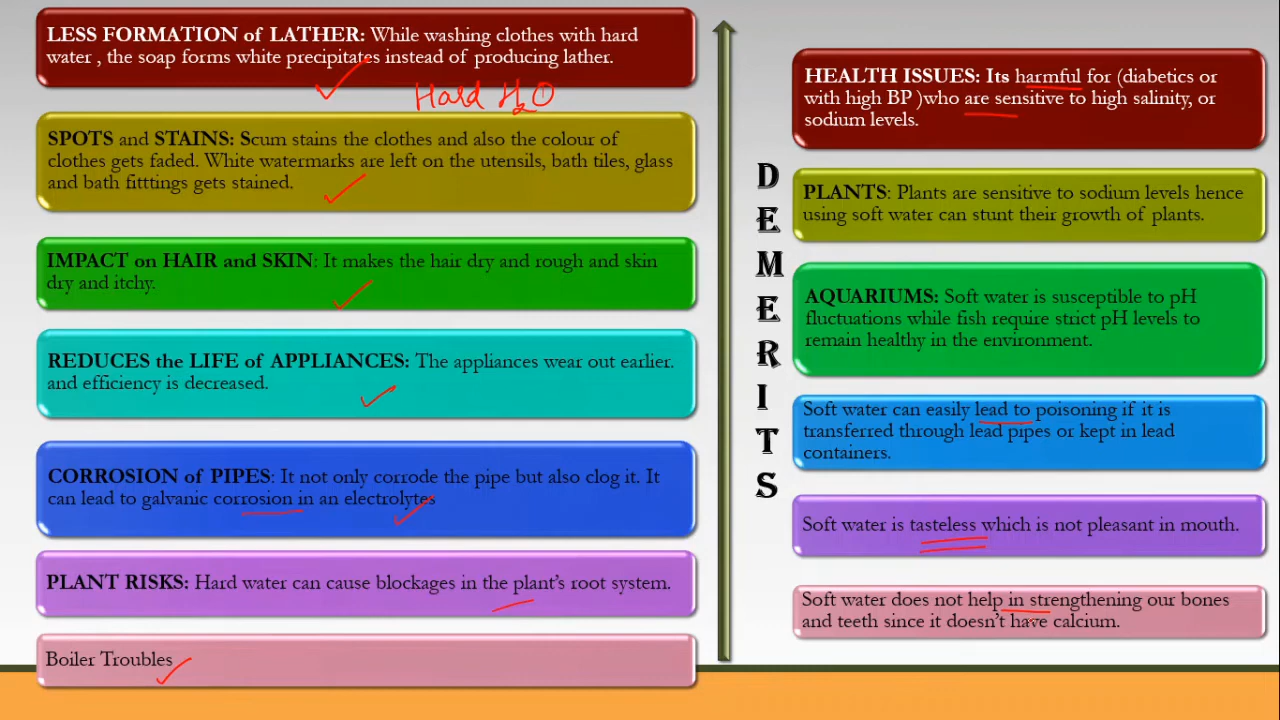 LESS FORMATION of LATHER: While washing clothes with hard
water , the soap forms white precipitates instead of producing lather.
Hard H₂O
SPOTS and STAINS: Scum stains the clothes and also the colour of
clothes gets faded. White watermarks are left on the utensils, bath tiles, glass
and bath fitttings gets stained.
IMPACT on HAIR and SKIN: It makes the hair dry and rough and skin
dry and itchy.
REDUCES the LIFE of APPLIANCES: The appliances wear out earlier.
and efficiency is decreased.
CORROSION of PIPES: It not only corrode the pipe but also clog it. It
can lead to galvanic corrosion in an electrolytes
PLANT RISKS: Hard water can cause blockages in the plant's root system.
Boiler Troubles
DEMERITS
HEALTH ISSUES: Its harmful for (diabetics or
with high BP )who are sensitive to high salinity, or
sodium levels.
PLANTS: Plants are sensitive to sodium levels hence
using soft water can stunt their growth of plants.
AQUARIUMS: Soft water is susceptible to pH
fluctuations while fish require strict pH levels to
remain healthy in the environment.
Soft water can easily lead to poisoning if it is
transferred through lead pipes or kept in lead
containers.
Soft water is tasteless which is not pleasant in mouth.
Soft water does not help in strengthening our bones
and teeth since it doesn't have calcium.